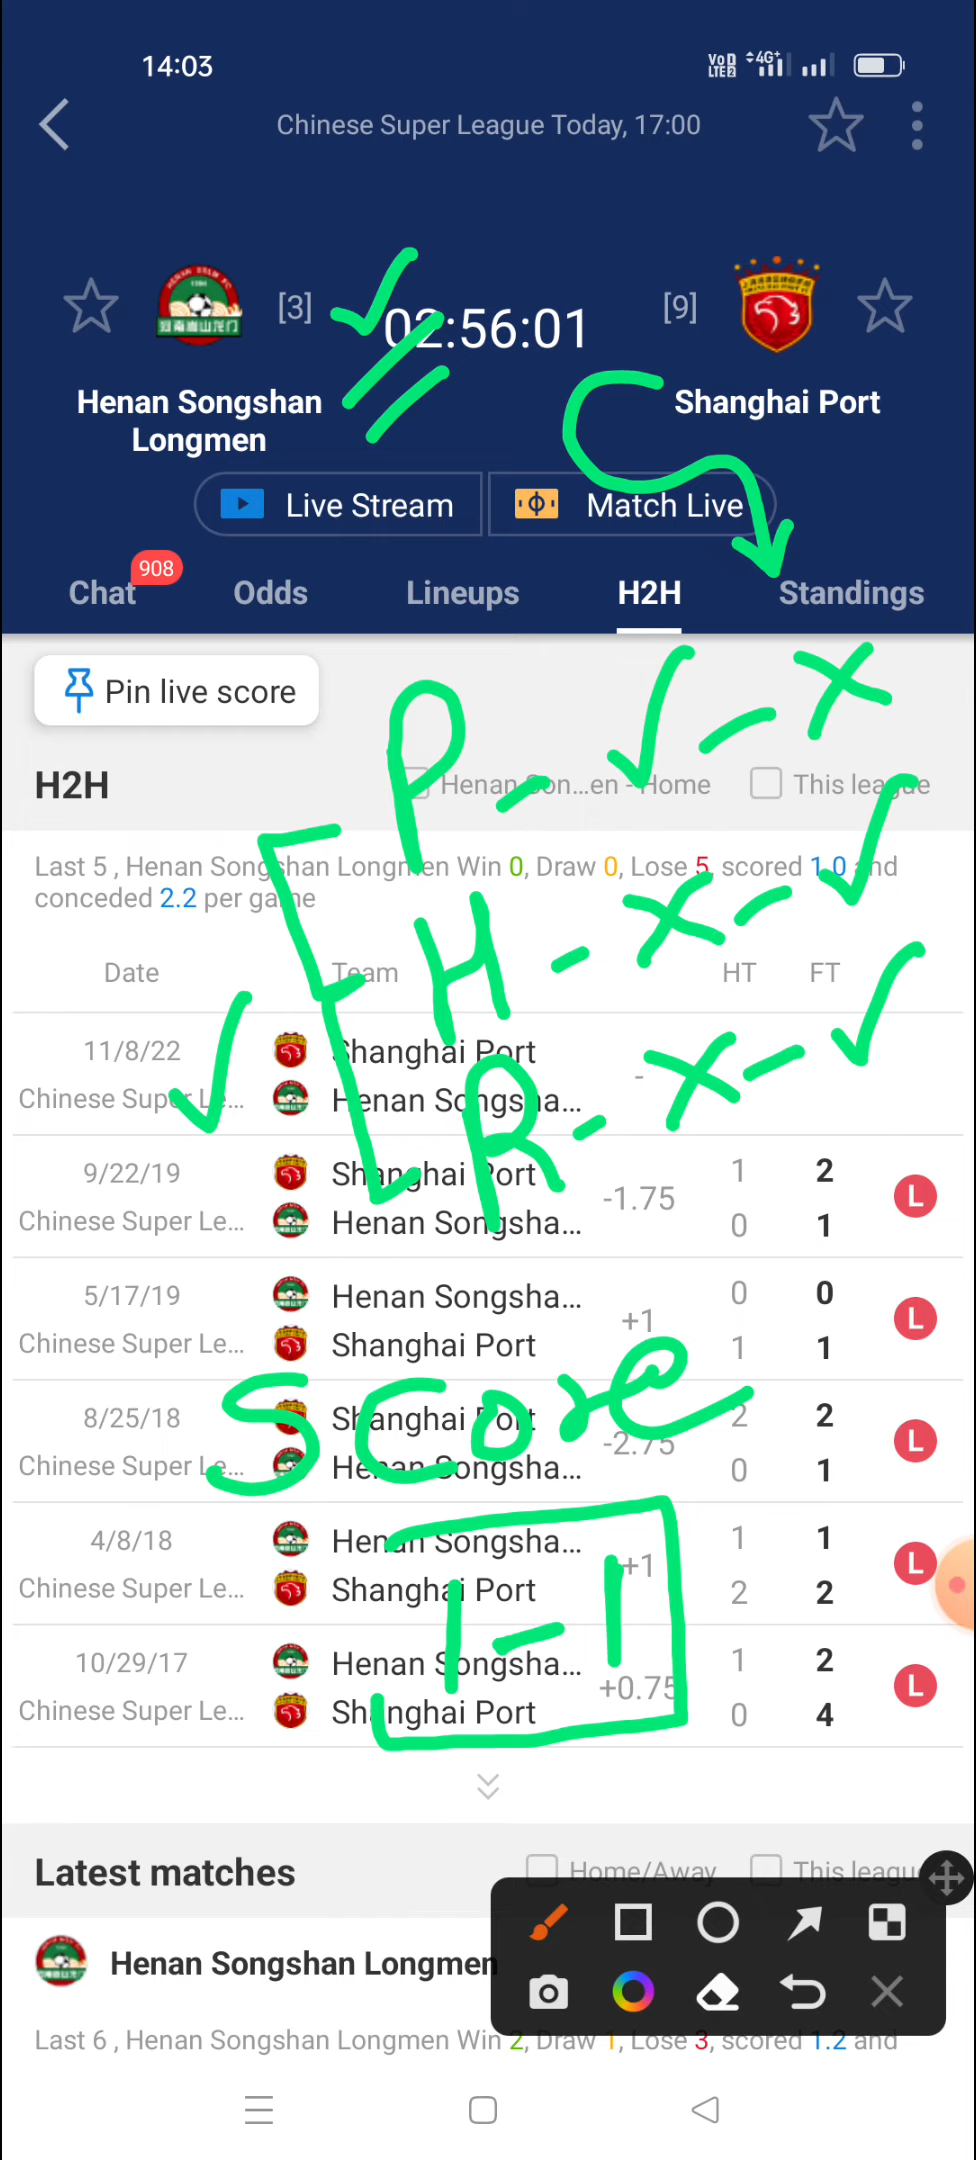 14:03
VoD LTE2 4G+
Chinese Super League Today, 17:00
[3]
02:56:01
[9]
Henan Songshan Longmen
Shanghai Port
Live Stream
Match Live
908
Chat
Odds
Lineups
H2H
Standings
Pin live score
P - ✓ - X
H2H
Henan Son...en - Home
This league
Last 5 , Henan Songshan Longmen Win 0, Draw 0, Lose 5, scored 1.0 and
conceded 2.2 per game
H - X - ✓
Date
Team
HT
FT
R - X - ✓
11/8/22
Shanghai Port
-
Chinese Super Le...
Henan Songsha...
9/22/19
Shanghai Port
-1.75
1
2
L
Chinese Super Le...
Henan Songsha...
0
1
5/17/19
Henan Songsha...
+1
0
0
L
Chinese Super Le...
Shanghai Port
1
1
Score
8/25/18
Shanghai Port
-2.75
2
2
L
Chinese Super Le...
Henan Songsha...
0
1
4/8/18
Henan Songsha...
+1
1
1
L
Chinese Super Le...
Shanghai Port
2
2
1-1
10/29/17
Henan Songsha...
+0.75
1
2
L
Chinese Super Le...
Shanghai Port
0
4
Latest matches
Home/Away
This league
Henan Songshan Longmen
Last 6 , Henan Songshan Longmen Win 2, Draw 1, Lose 3, scored 1.2 and